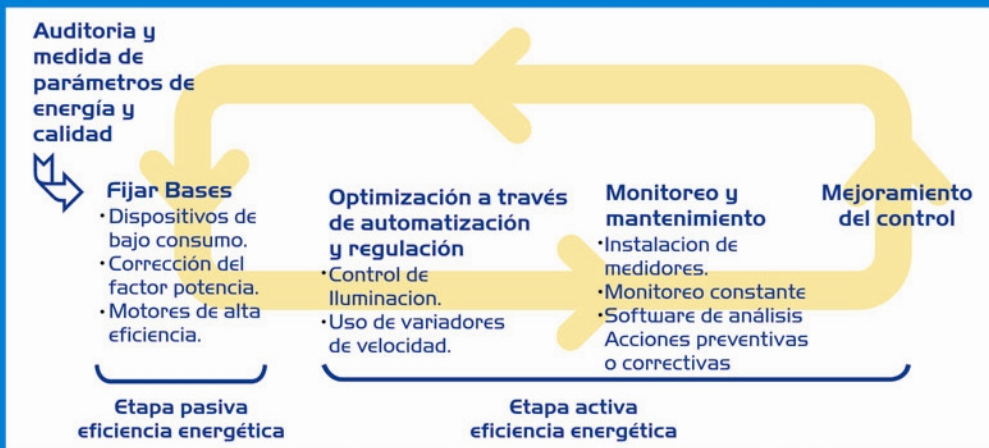 Auditoria y
medida de
parámetros de
energía y
calidad
Fijar Bases
·Dispositivos de
bajo consumo.
·Corrección del
factor potencia.
·Motores de alta
eficiencia.
Optimización a través
de automatización
y regulación
·Control de
Iluminacion.
·Uso de variadores
de velocidad.
Monitoreo y
mantenimiento
·Instalacion de
medidores.
·Monitoreo constante
·Software de análisis
Acciones preventivas
o correctivas
Mejoramiento
del control
Etapa pasiva
eficiencia energética
Etapa activa
eficiencia energética